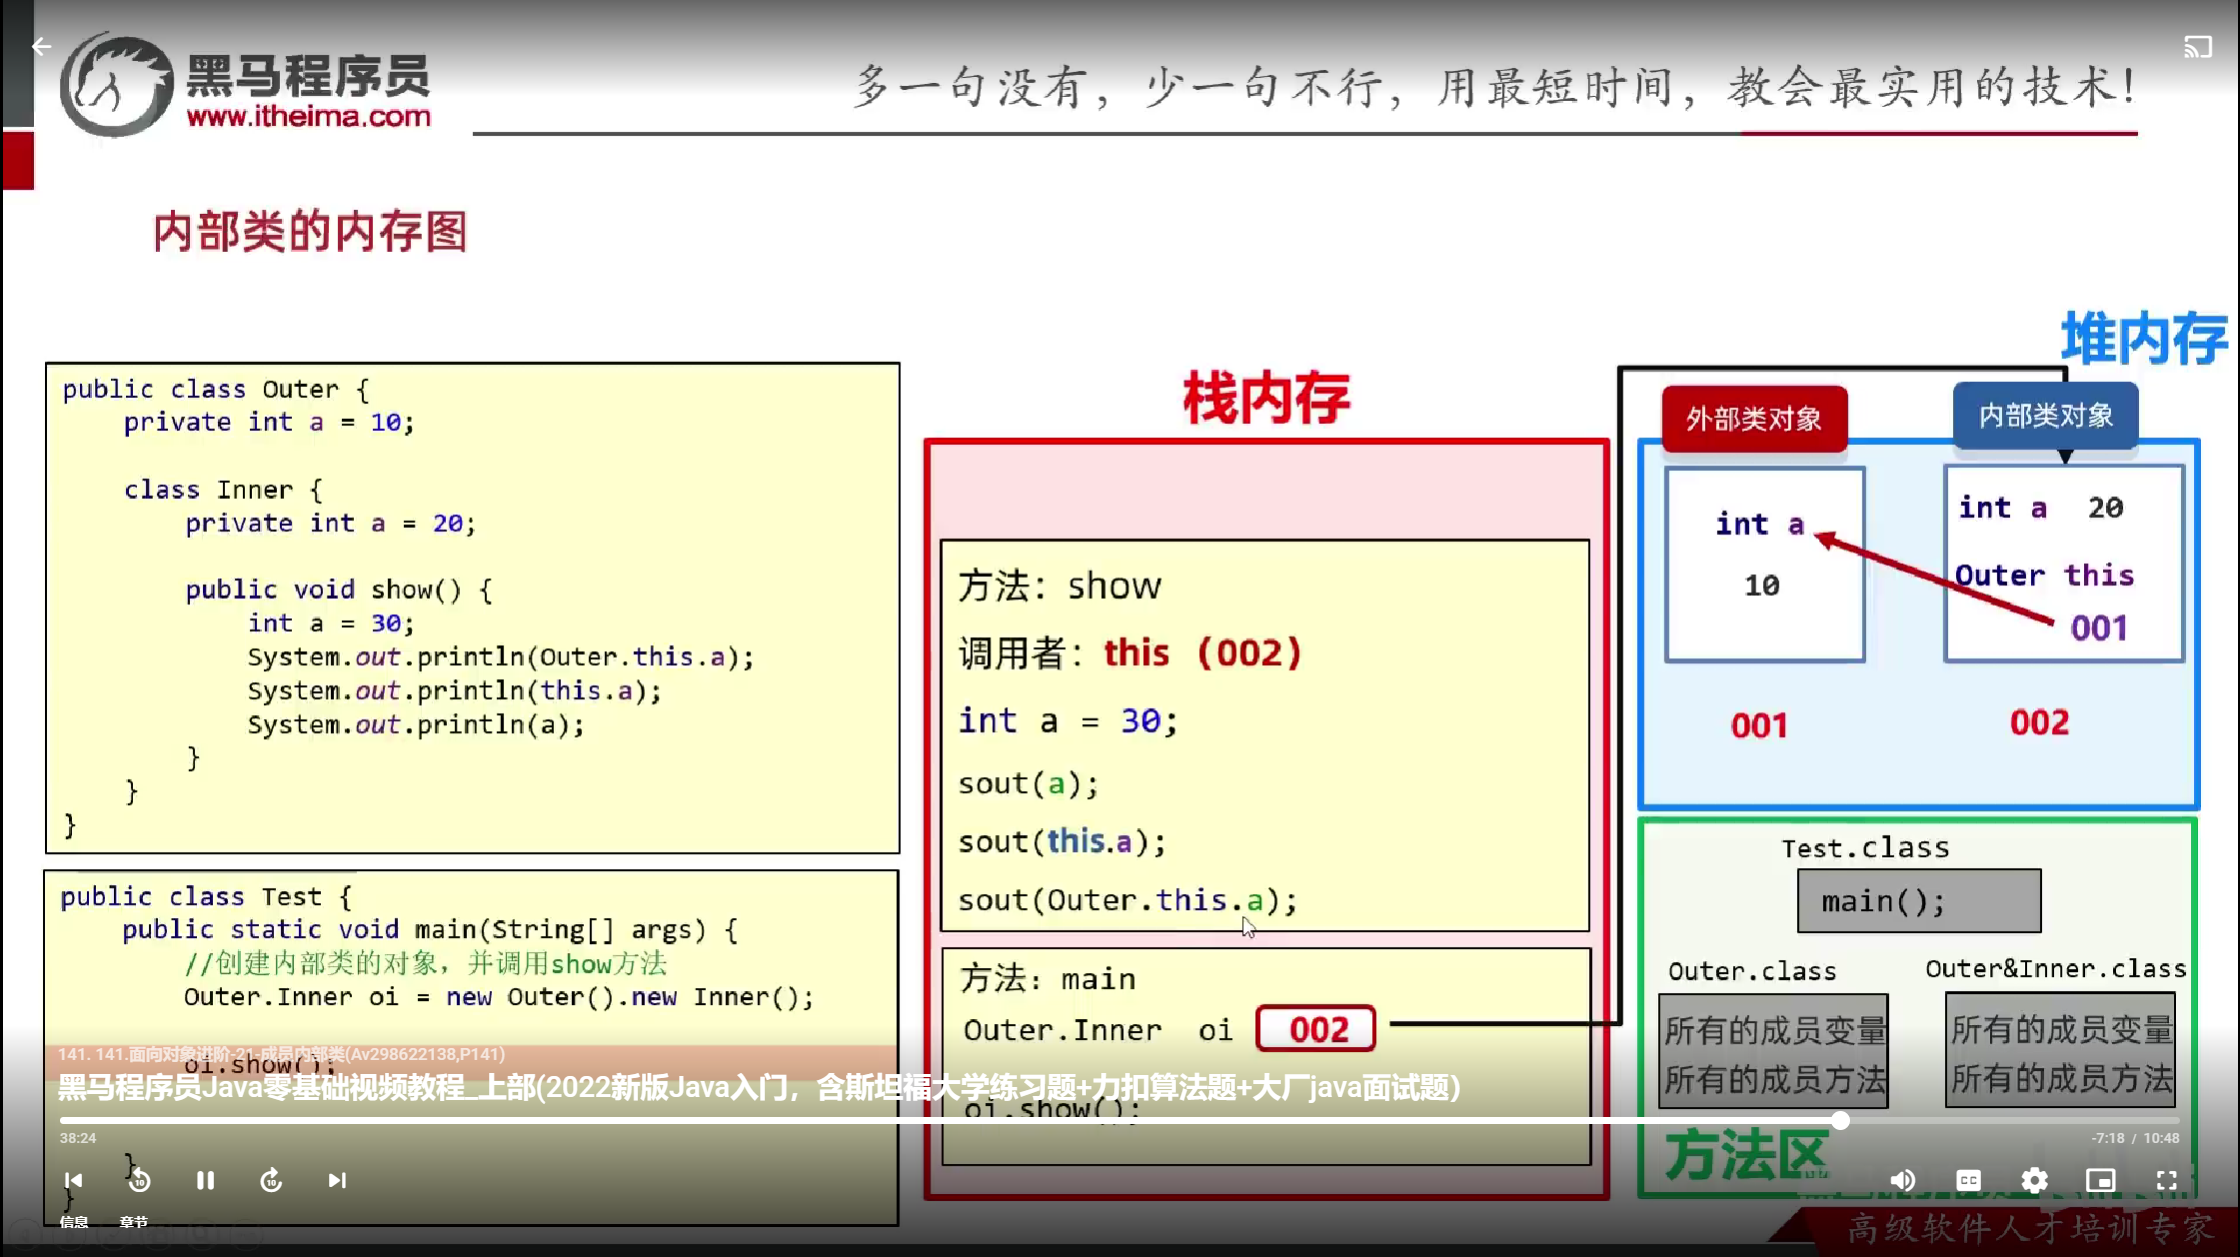 黑马程序员
www.itheima.com
多一句没有，少一句不行，用最短时间，教会最实用的技术！
内部类的内存图
public class Outer {
private int a = 10;
class Inner {
private int a = 20;
public void show() {
int a = 30;
System.out.println(Outer.this.a);
System.out.println(this.a);
System.out.println(a);
}
}
}
public class Test {
public static void main(String[] args) {
//创建内部类的对象，并调用show方法
Outer.Inner oi = new Outer().new Inner();
oi.show();
}
}
栈内存
方法：show
调用者：this（002）
int a = 30;
sout(a);
sout(this.a);
sout(Outer.this.a);
方法：main
Outer.Inner oi 002
oi.show();
堆内存
外部类对象
int a
10
001
内部类对象
int a 20
Outer this
001
002
Test.class
main();
Outer.class
所有的成员变量
所有的成员方法
Outer&Inner.class
所有的成员变量
所有的成员方法
方法区
141. 141.面向对象进阶-21-成员内部类(Av298622138,P141)
黑马程序员Java零基础视频教程_上部(2022新版Java入门，含斯坦福大学练习题+力扣算法题+大厂java面试题)
38:24
-7:18 / 10:48
10
10
CC
信息 章节
高级软件人才培训专家